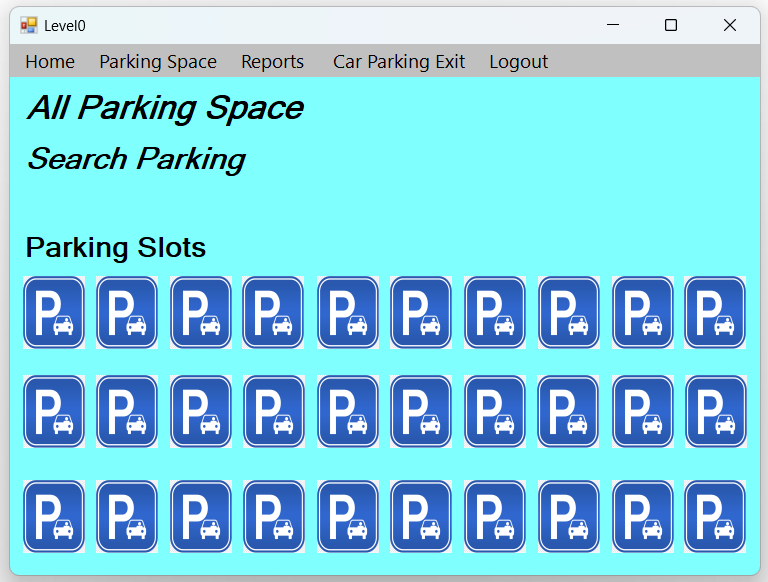 Level0
Home Parking Space Reports Car Parking Exit Logout
All Parking Space
Search Parking
Parking Slots
P P P P P P P P P P
P P P P P P P P P P
P P P P P P P P P P